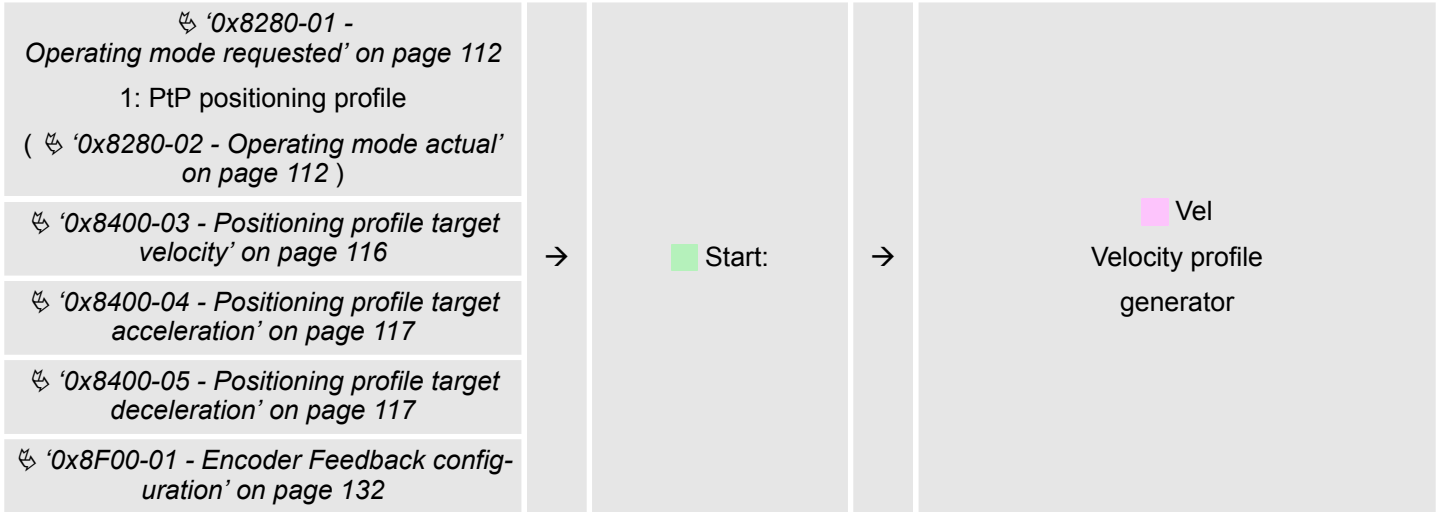 ↳ '0x8280-01 -
Operating mode requested' on page 112
1: PtP positioning profile
( ↳ '0x8280-02 - Operating mode actual'
on page 112 )
↳ '0x8400-03 - Positioning profile target
velocity' on page 116
↳ '0x8400-04 - Positioning profile target
acceleration' on page 117
↳ '0x8400-05 - Positioning profile target
deceleration' on page 117
↳ '0x8F00-01 - Encoder Feedback config-
uration' on page 132
→
Start:
→
Vel
Velocity profile
generator